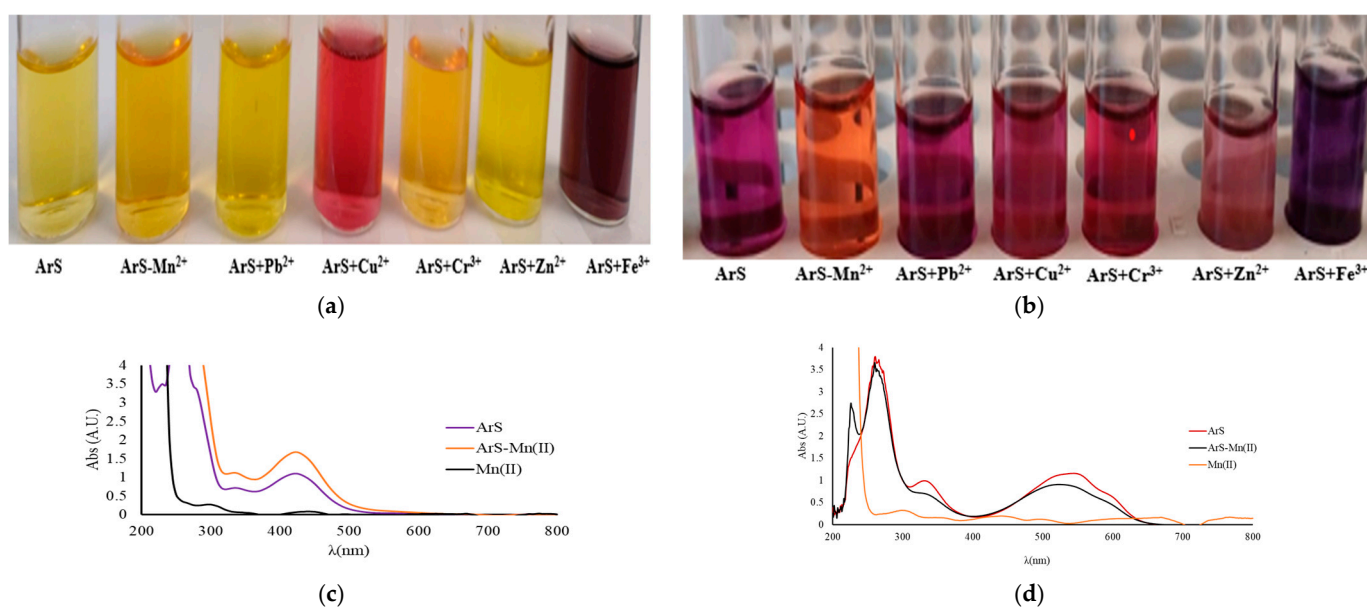 ArS ArS-Mn²⁺ ArS+Pb²⁺ ArS+Cu²⁺ ArS+Cr³⁺ ArS+Zn²⁺ ArS+Fe³⁺
(a)
ArS ArS-Mn²⁺ ArS+Pb²⁺ ArS+Cu²⁺ ArS+Cr³⁺ ArS+Zn²⁺ ArS+Fe³⁺
(b)
Abs (A.U.)
4
3.5
3
2.5
2
1.5
1
0.5
0
200 300 400 500 600 700 800
λ(nm)
ArS
ArS-Mn(II)
Mn(II)
(c)
Abs (A.U.)
4
3.5
3
2.5
2
1.5
1
0.5
0
200 300 400 500 600 700 800
λ(nm)
ArS
ArS-Mn(II)
Mn(II)
(d)